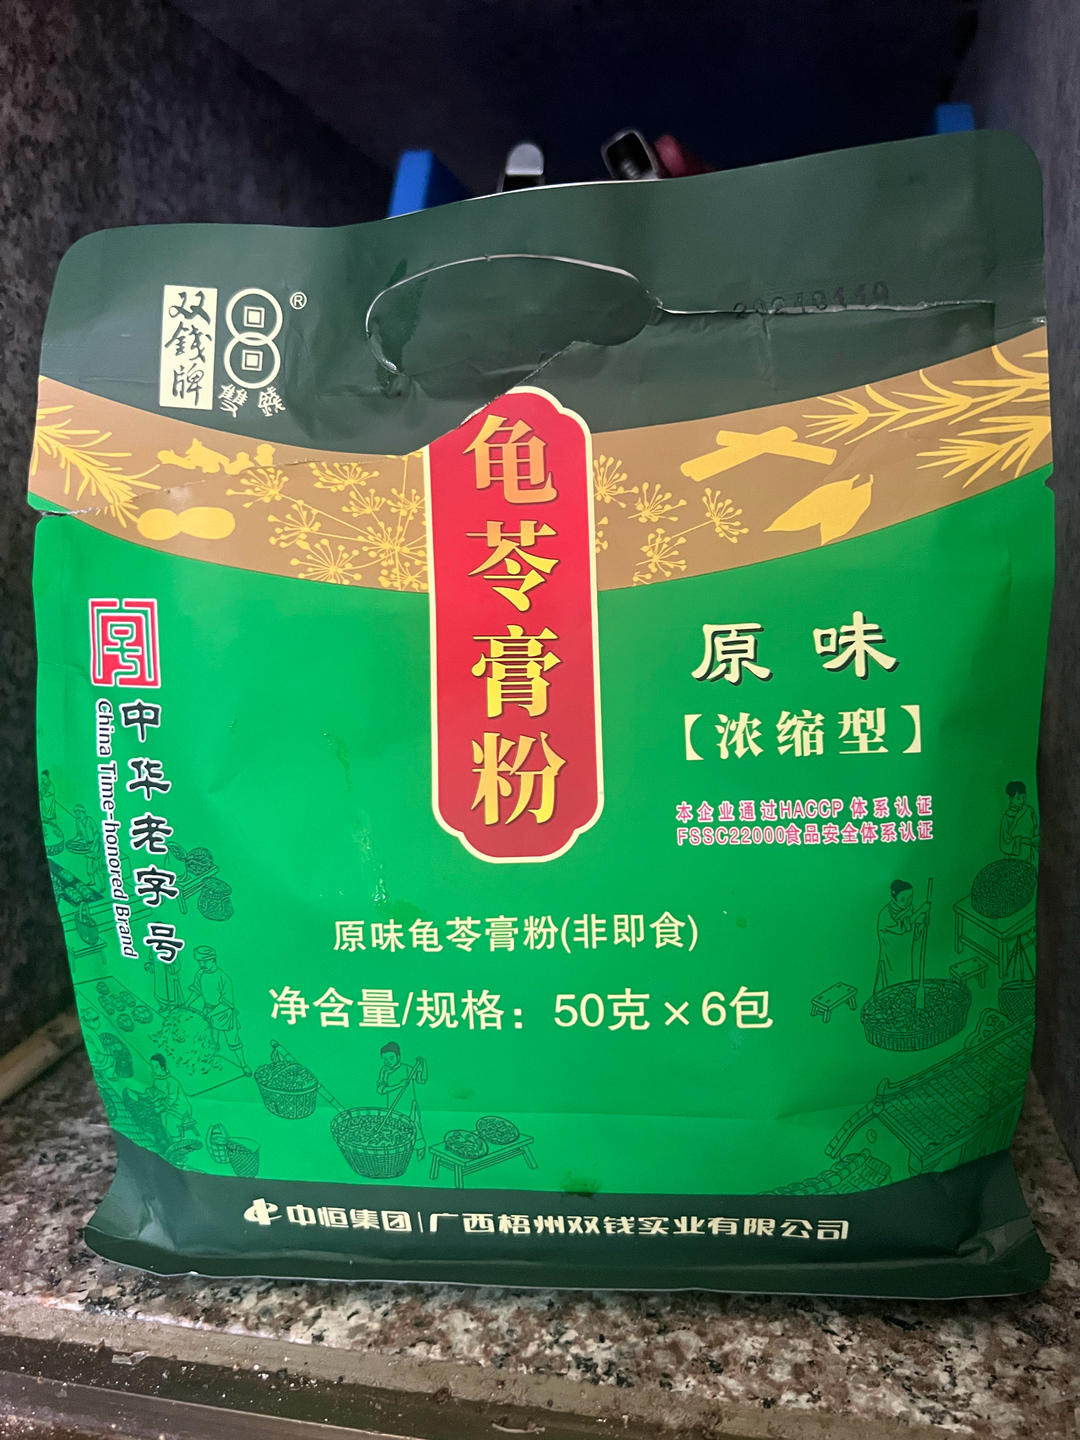 双钱牌
®
雙錢
龟苓膏粉
原味
【浓缩型】
本企业通过HACCP体系认证
FSSC22000食品安全体系认证
中华老字号
China Time-honored Brand
原味龟苓膏粉(非即食)
净含量/规格：50克×6包
中恒集团|广西梧州双钱实业有限公司